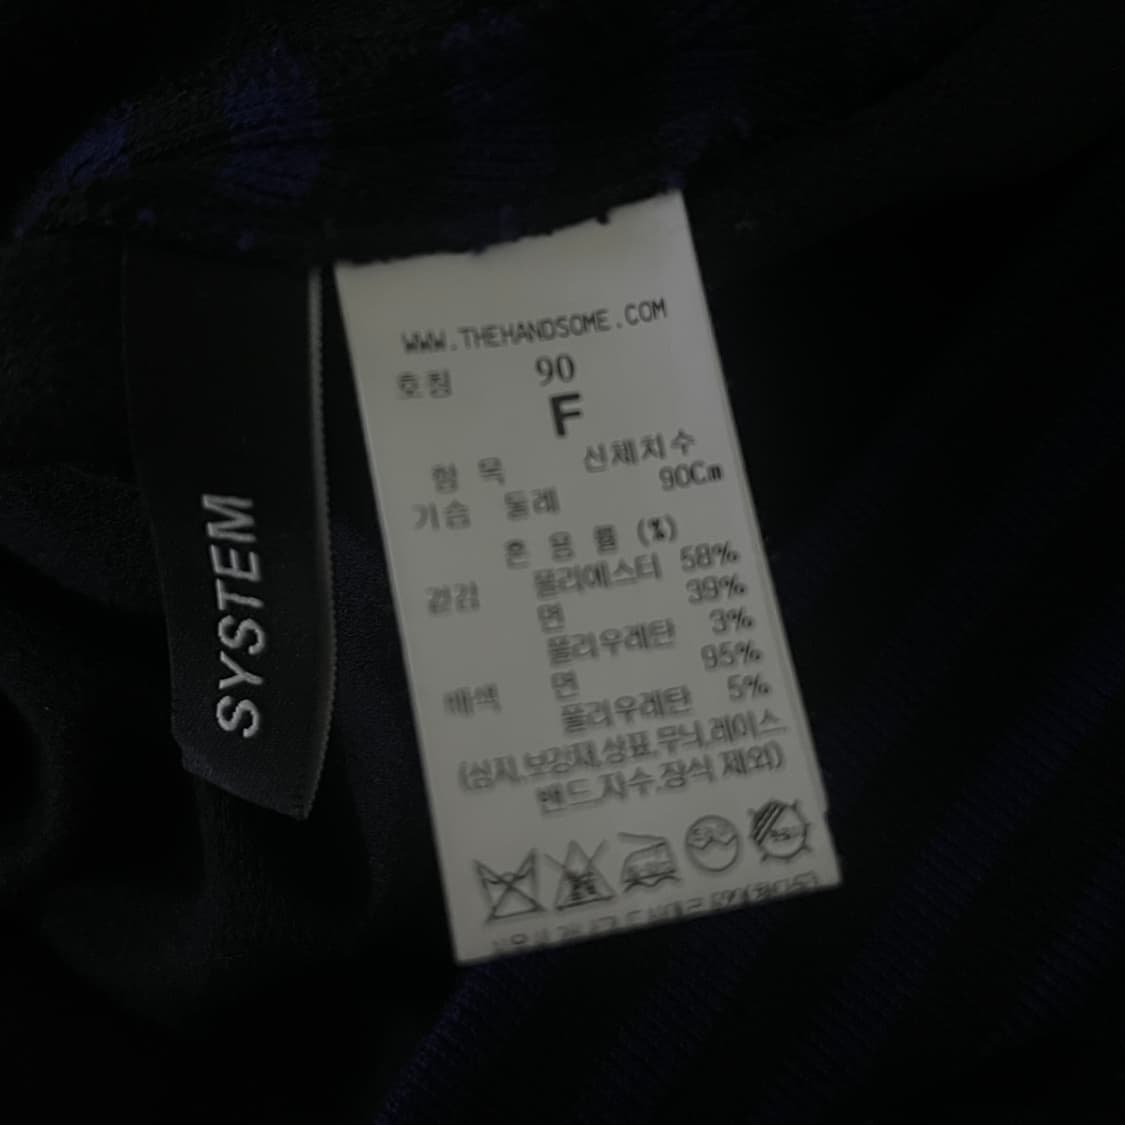 SYSTEM
WWW.THEHANDSOME.COM
호칭 90
F
항 목 신체치수
가슴 둘레 90Cm
혼 용 률 (%)
겉감 폴리에스터 58%
면 39%
폴리우레탄 3%
배색 면 95%
폴리우레탄 5%
(심지,보강재,상표,무늬,레이스,
밴드,자수,장식 제외)